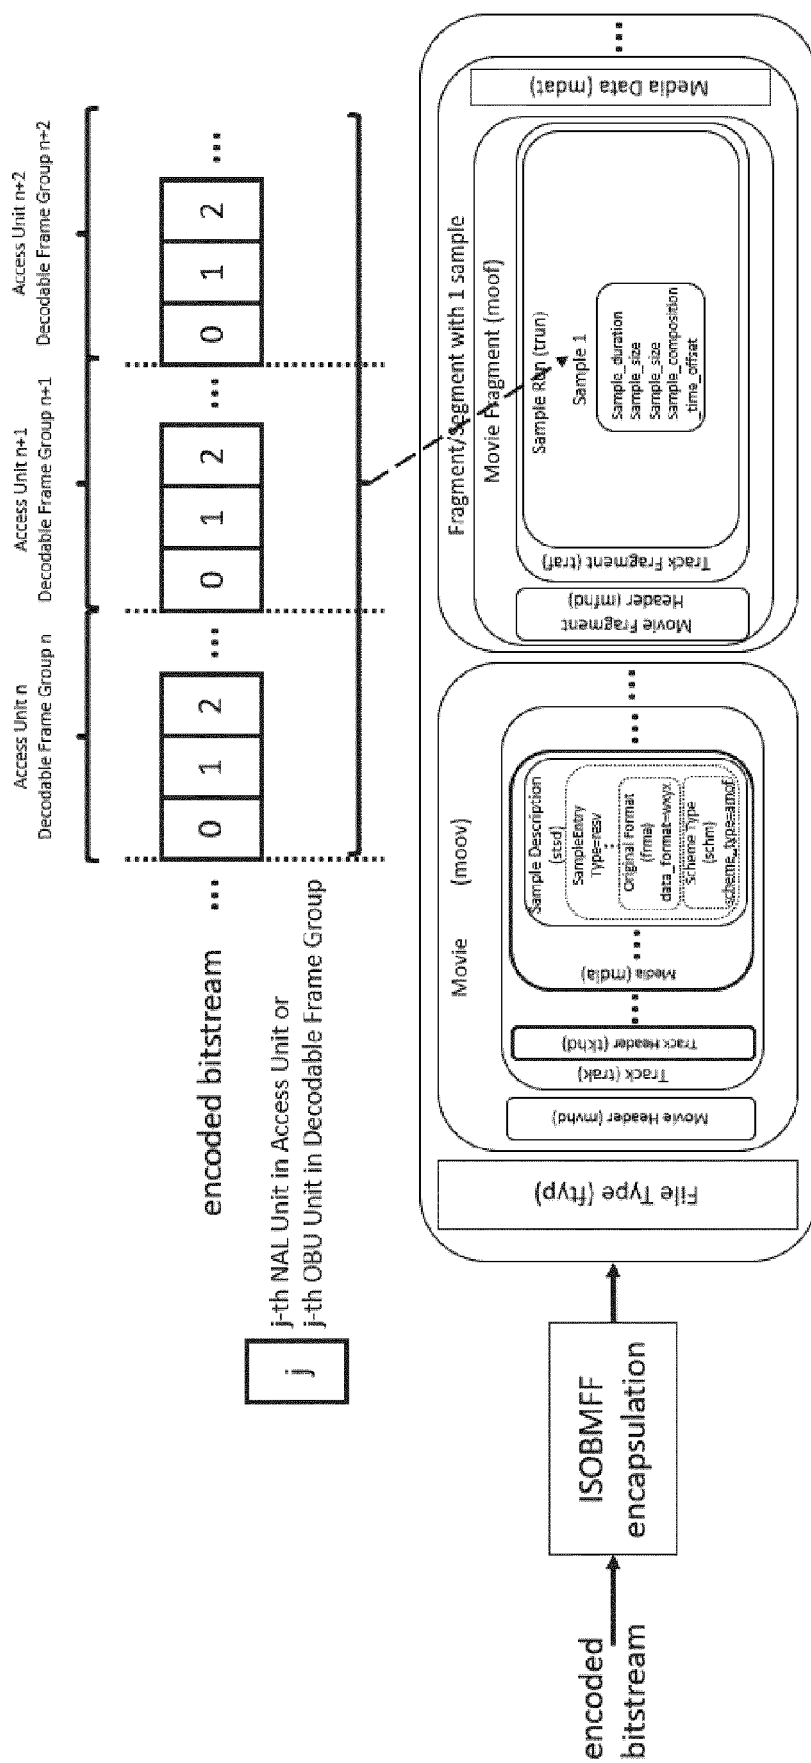 Access Unit n
Decodable Frame Group n
Access Unit n+1
Decodable Frame Group n+1
Access Unit n+2
Decodable Frame Group n+2
encoded bitstream ...
0 1 2 ...
0 1 2 ...
0 1 2 ...
j
j-th NAL Unit in Access Unit or
j-th OBU Unit in Decodable Frame Group
encoded
bitstream
ISOBMFF
encapsulation
File Type (ftyp)
Movie (moov)
Movie Header (mvhd)
Track (trak)
Track Header (tkhd)
....
Media (mdia)
....
Sample Description
(stsd)
SampleEntry
Type=resv
:
Original Format
(frma)
data_format=wxyx
Scheme Type
(schm)
scheme_type=amof
....
....
Fragment/Segment with 1 sample
Movie Fragment (moof)
Movie Fragment
Header (mfhd)
Track Fragment (traf)
Sample Run (trun)
Sample 1
Sample_duration
Sample_size
Sample_size
Sample_composition
_time_offset
Media Data (mdat)
...